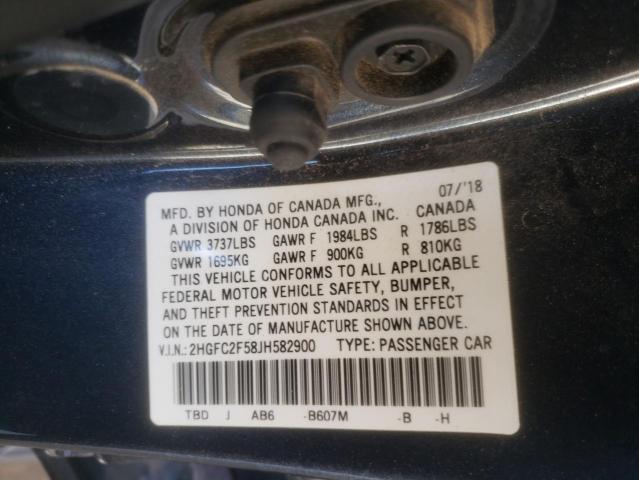 MFD. BY HONDA OF CANADA MFG., 07/'18
A DIVISION OF HONDA CANADA INC. CANADA
GVWR 3737LBS GAWR F 1984LBS R 1786LBS
GVWR 1695KG GAWR F 900KG R 810KG
THIS VEHICLE CONFORMS TO ALL APPLICABLE
FEDERAL MOTOR VEHICLE SAFETY, BUMPER,
AND THEFT PREVENTION STANDARDS IN EFFECT
ON THE DATE OF MANUFACTURE SHOWN ABOVE.
V.I.N.: 2HGFC2F58JH582900 TYPE: PASSENGER CAR
TBD J AB6 -B607M -B -H